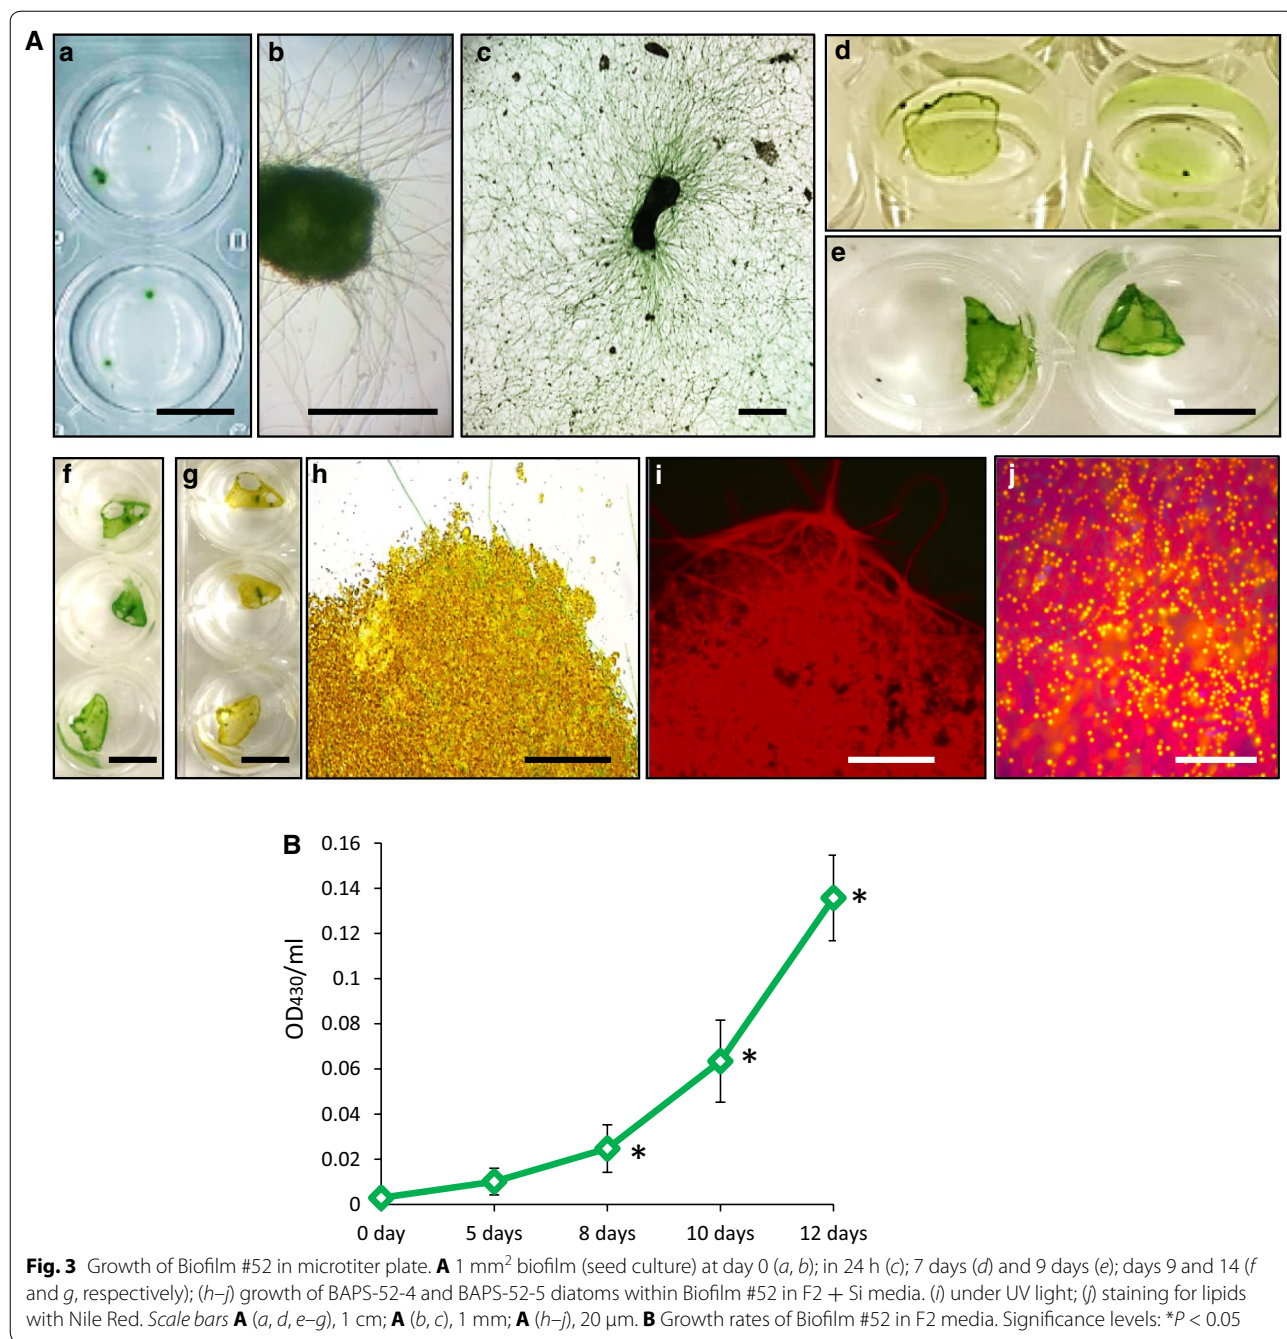 A
a
b
c
d
e
f
g
h
i
j
B
0.16
0.14
0.12
0.1
0.08
0.06
0.04
0.02
0
OD430/ml
*
*
*
0 day 5 days 8 days 10 days 12 days
Fig. 3 Growth of Biofilm #52 in microtiter plate. A 1 mm² biofilm (seed culture) at day 0 (a, b); in 24 h (c); 7 days (d) and 9 days (e); days 9 and 14 (f
and g, respectively); (h–j) growth of BAPS-52-4 and BAPS-52-5 diatoms within Biofilm #52 in F2 + Si media. (i) under UV light; (j) staining for lipids
with Nile Red. Scale bars A (a, d, e–g), 1 cm; A (b, c), 1 mm; A (h–j), 20 µm. B Growth rates of Biofilm #52 in F2 media. Significance levels: *P < 0.05